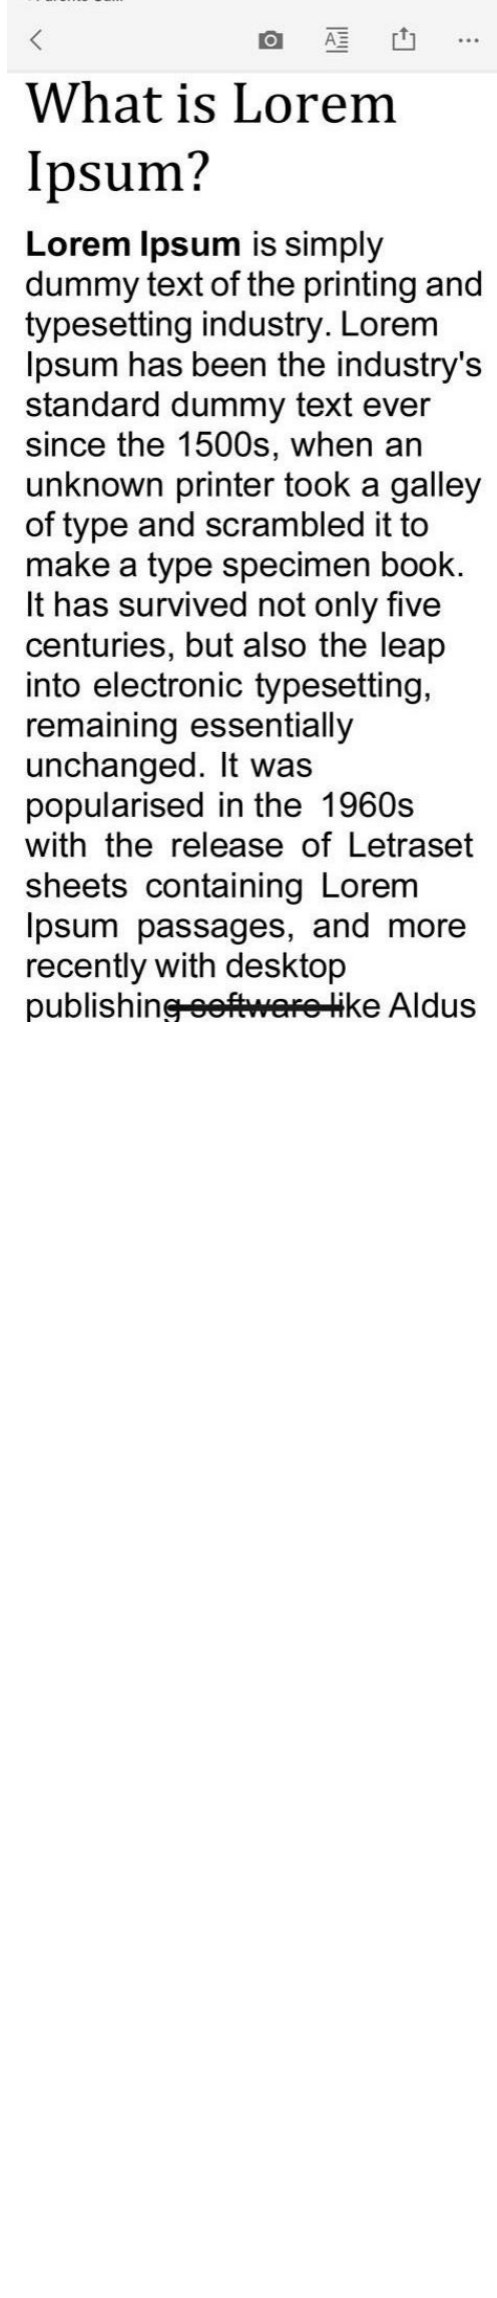 What is Lorem
Ipsum?
Lorem Ipsum is simply
dummy text of the printing and
typesetting industry. Lorem
Ipsum has been the industry's
standard dummy text ever
since the 1500s, when an
unknown printer took a galley
of type and scrambled it to
make a type specimen book.
It has survived not only five
centuries, but also the leap
into electronic typesetting,
remaining essentially
unchanged. It was
popularised in the 1960s
with the release of Letraset
sheets containing Lorem
Ipsum passages, and more
recently with desktop
publishing software like Aldus